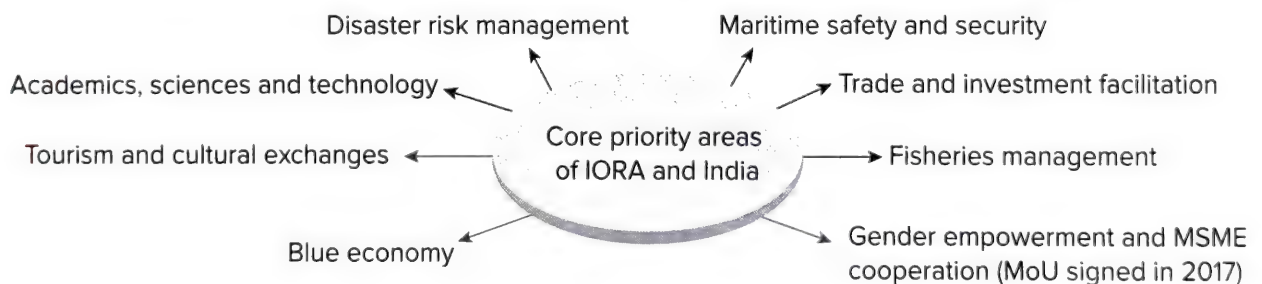 Disaster risk management
Maritime safety and security
Academics, sciences and technology
Trade and investment facilitation
Core priority areas
of IORA and India
Tourism and cultural exchanges
Fisheries management
Blue economy
Gender empowerment and MSME
cooperation (MoU signed in 2017)